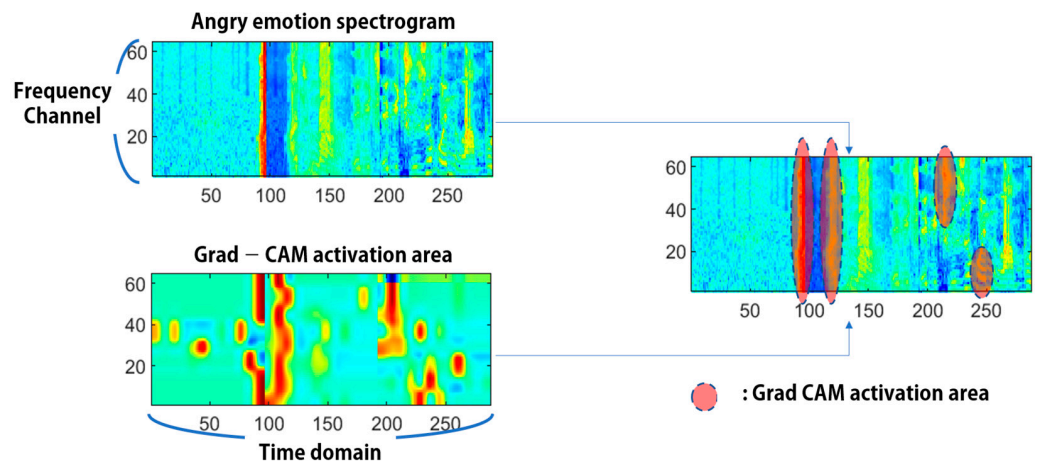 Angry emotion spectrogram
Frequency
Channel
60
40
20
50 100 150 200 250
Grad – CAM activation area
60
40
20
50 100 150 200 250
Time domain
60
40
20
50 100 150 200 250
: Grad CAM activation area